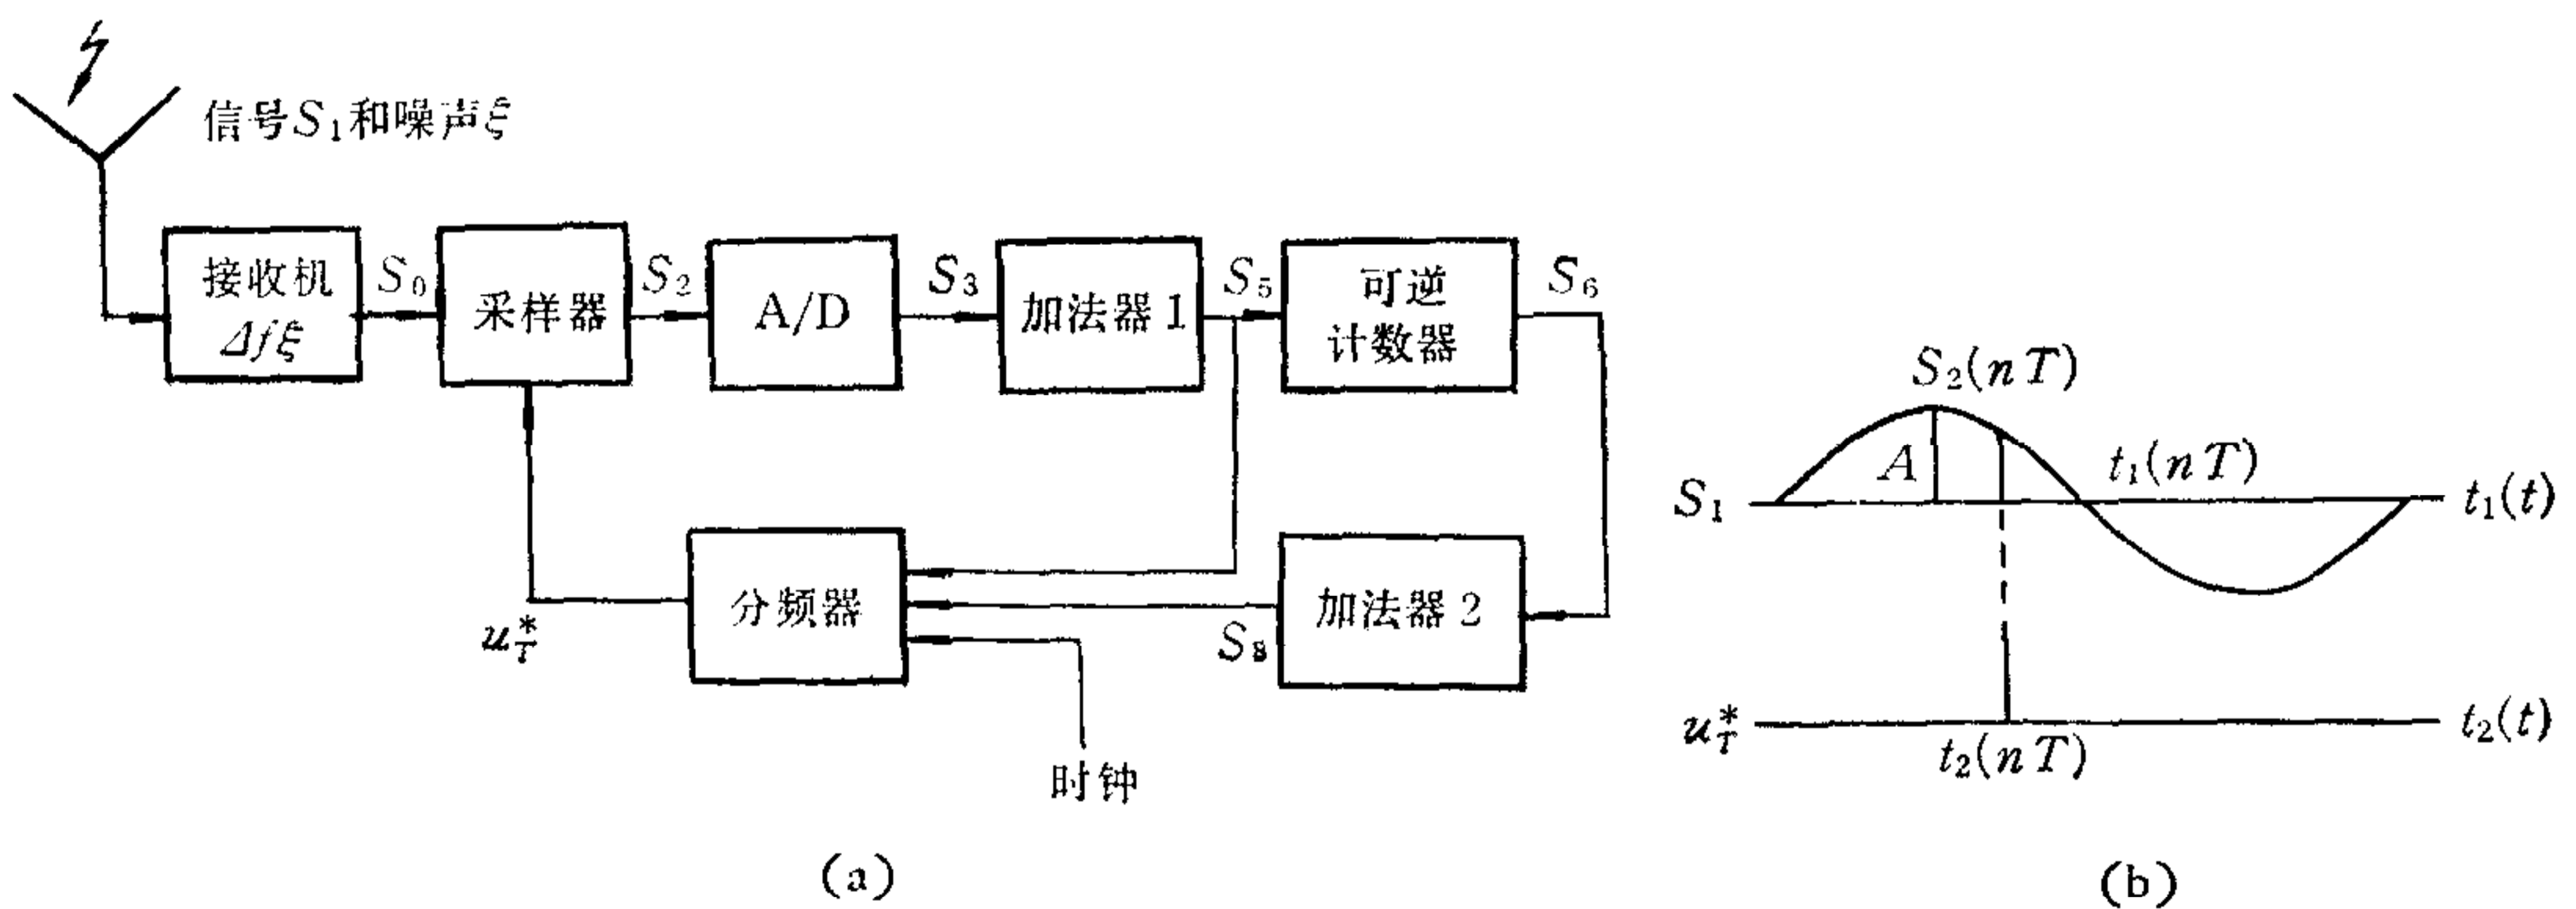 信号S₁和噪声ξ
接收机
Δfξ
S₀
采样器
S₂
A/D
S₃
加法器1
S₅
可逆
计数器
S₆
分频器
u*_T
S₈
加法器2
时钟
(a)
S₂(nT)
A
t₁(nT)
S₁
t₁(t)
u*_T
t₂(t)
t₂(nT)
(b)